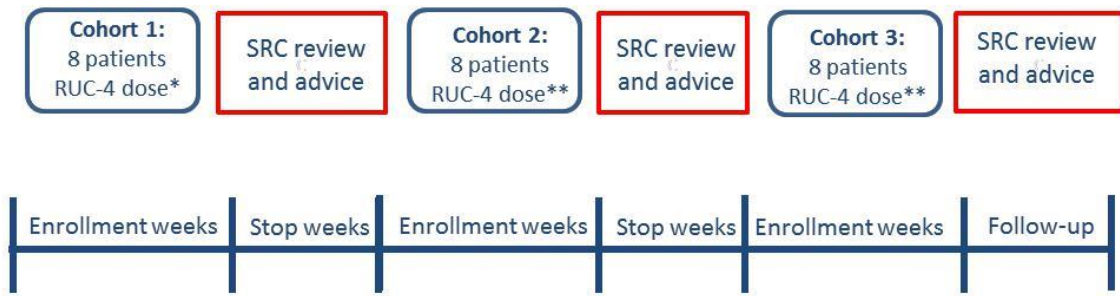 Cohort 1:
8 patients
RUC-4 dose*
SRC review
and advice
Cohort 2:
8 patients
RUC-4 dose**
SRC review
and advice
Cohort 3:
8 patients
RUC-4 dose**
SRC review
and advice
Enrollment weeks
Stop weeks
Enrollment weeks
Stop weeks
Enrollment weeks
Follow-up